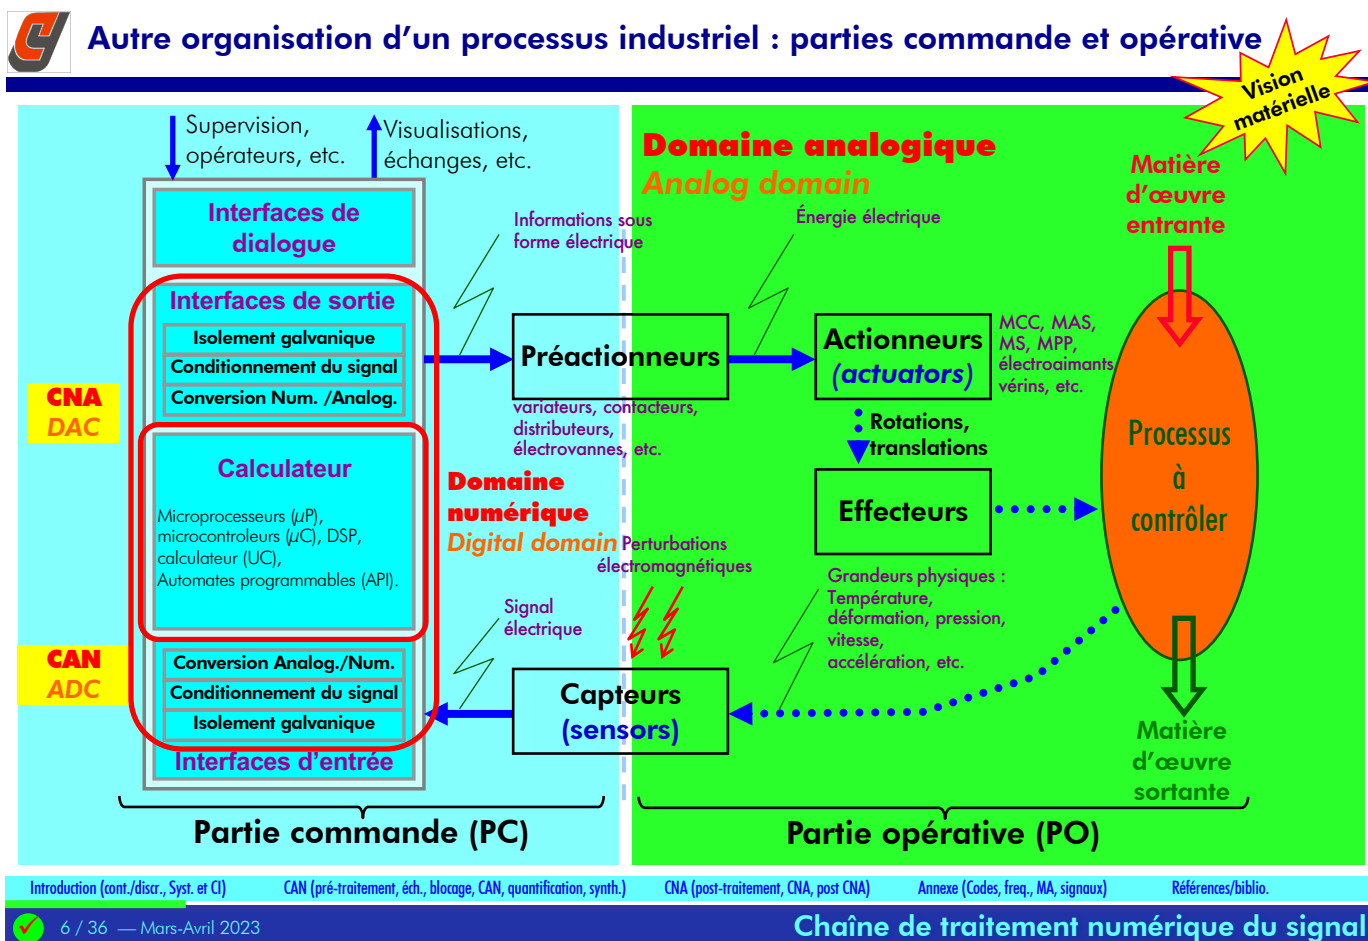 Autre organisation d'un processus industriel : parties commande et opérative
Vision
matérielle
Supervision,
opérateurs, etc.
Visualisations,
échanges, etc.
Domaine analogique
Analog domain
Matière
d'œuvre
entrante
Interfaces de
dialogue
Informations sous
forme électrique
Énergie électrique
Interfaces de sortie
Isolement galvanique
Conditionnement du signal
Conversion Num. /Analog.
Préactionneurs
variateurs, contacteurs,
distributeurs,
électrovannes, etc.
Actionneurs
(actuators)
MCC, MAS,
MS, MPP,
électroaimants
vérins, etc.
CNA
DAC
Rotations,
translations
Processus
à
contrôler
Calculateur
Microprocesseurs (µP),
microcontroleurs (µC), DSP,
calculateur (UC),
Automates programmables (API).
Domaine
numérique
Digital domain
Effecteurs
Perturbations
électromagnétiques
Grandeurs physiques :
Température,
déformation, pression,
vitesse,
accélération, etc.
Signal
électrique
CAN
ADC
Conversion Analog./Num.
Conditionnement du signal
Isolement galvanique
Interfaces d'entrée
Capteurs
(sensors)
Matière
d'œuvre
sortante
Partie commande (PC)
Partie opérative (PO)
Introduction (cont./discr., Syst. et CI)
CAN (pré-traitement, éch., blocage, CAN, quantification, synth.)
CNA (post-traitement, CNA, post CNA)
Annexe (Codes, freq., MA, signaux)
Références/biblio.
6 / 36 — Mars-Avril 2023
Chaîne de traitement numérique du signal